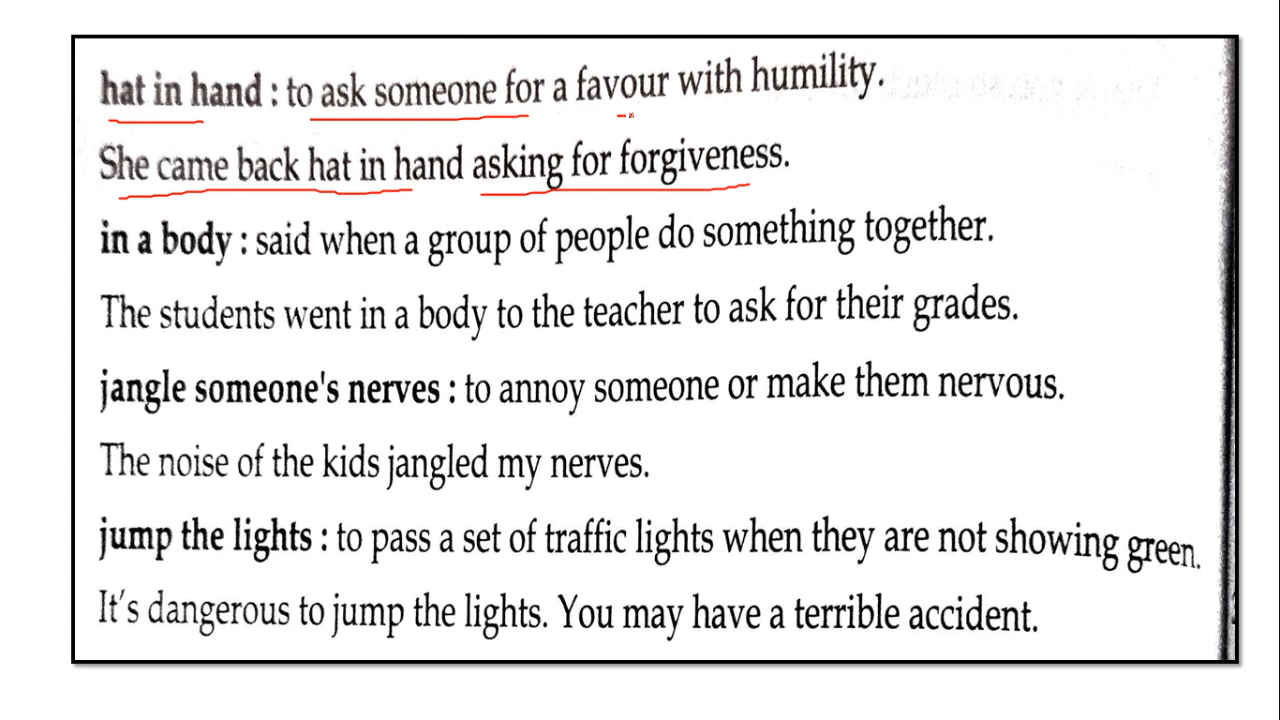 hat in hand : to ask someone for a favour with humility.
She came back hat in hand asking for forgiveness.
in a body : said when a group of people do something together.
The students went in a body to the teacher to ask for their grades.
jangle someone's nerves : to annoy someone or make them nervous.
The noise of the kids jangled my nerves.
jump the lights : to pass a set of traffic lights when they are not showing green.
It's dangerous to jump the lights. You may have a terrible accident.